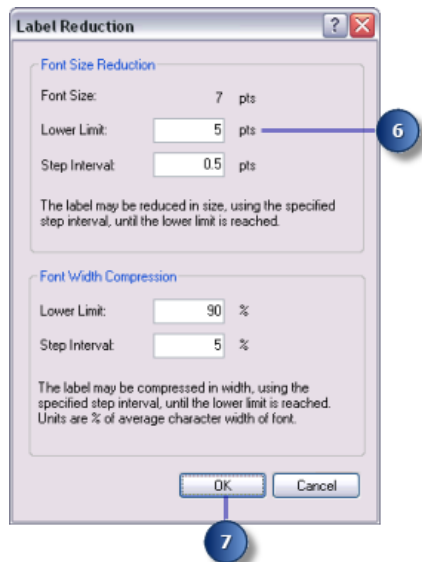 Label Reduction
Font Size Reduction
Font Size: 7 pts
Lower Limit: 5 pts
6
Step Interval: 0.5 pts
The label may be reduced in size, using the specified
step interval, until the lower limit is reached.
Font Width Compression
Lower Limit: 90 %
Step Interval: 5 %
The label may be compressed in width, using the
specified step interval, until the lower limit is reached.
Units are % of average character width of font.
OK Cancel
7